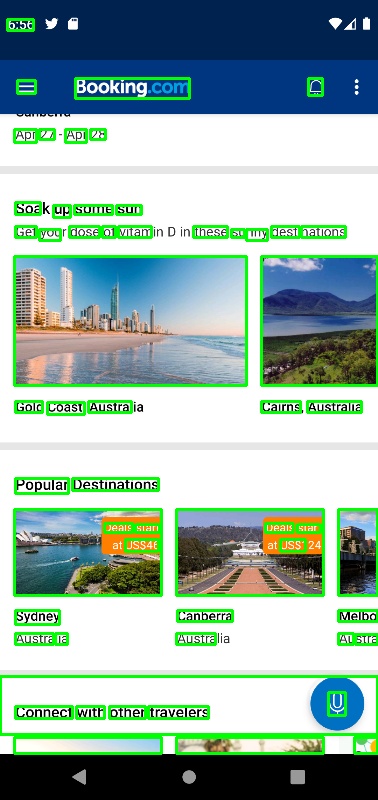 5:56
Booking.com
Canberra
Apr 27 - Apr 28
Soak up some sun
Get your dose of vitamin D in these sunny destinations
Gold Coast, Australia
Cairns, Australia
Popular Destinations
Deals start
at US$46
Deals start
at US$124
Sydney
Canberra
Melbo
Australia
Australia
Austra
Connect with other travelers